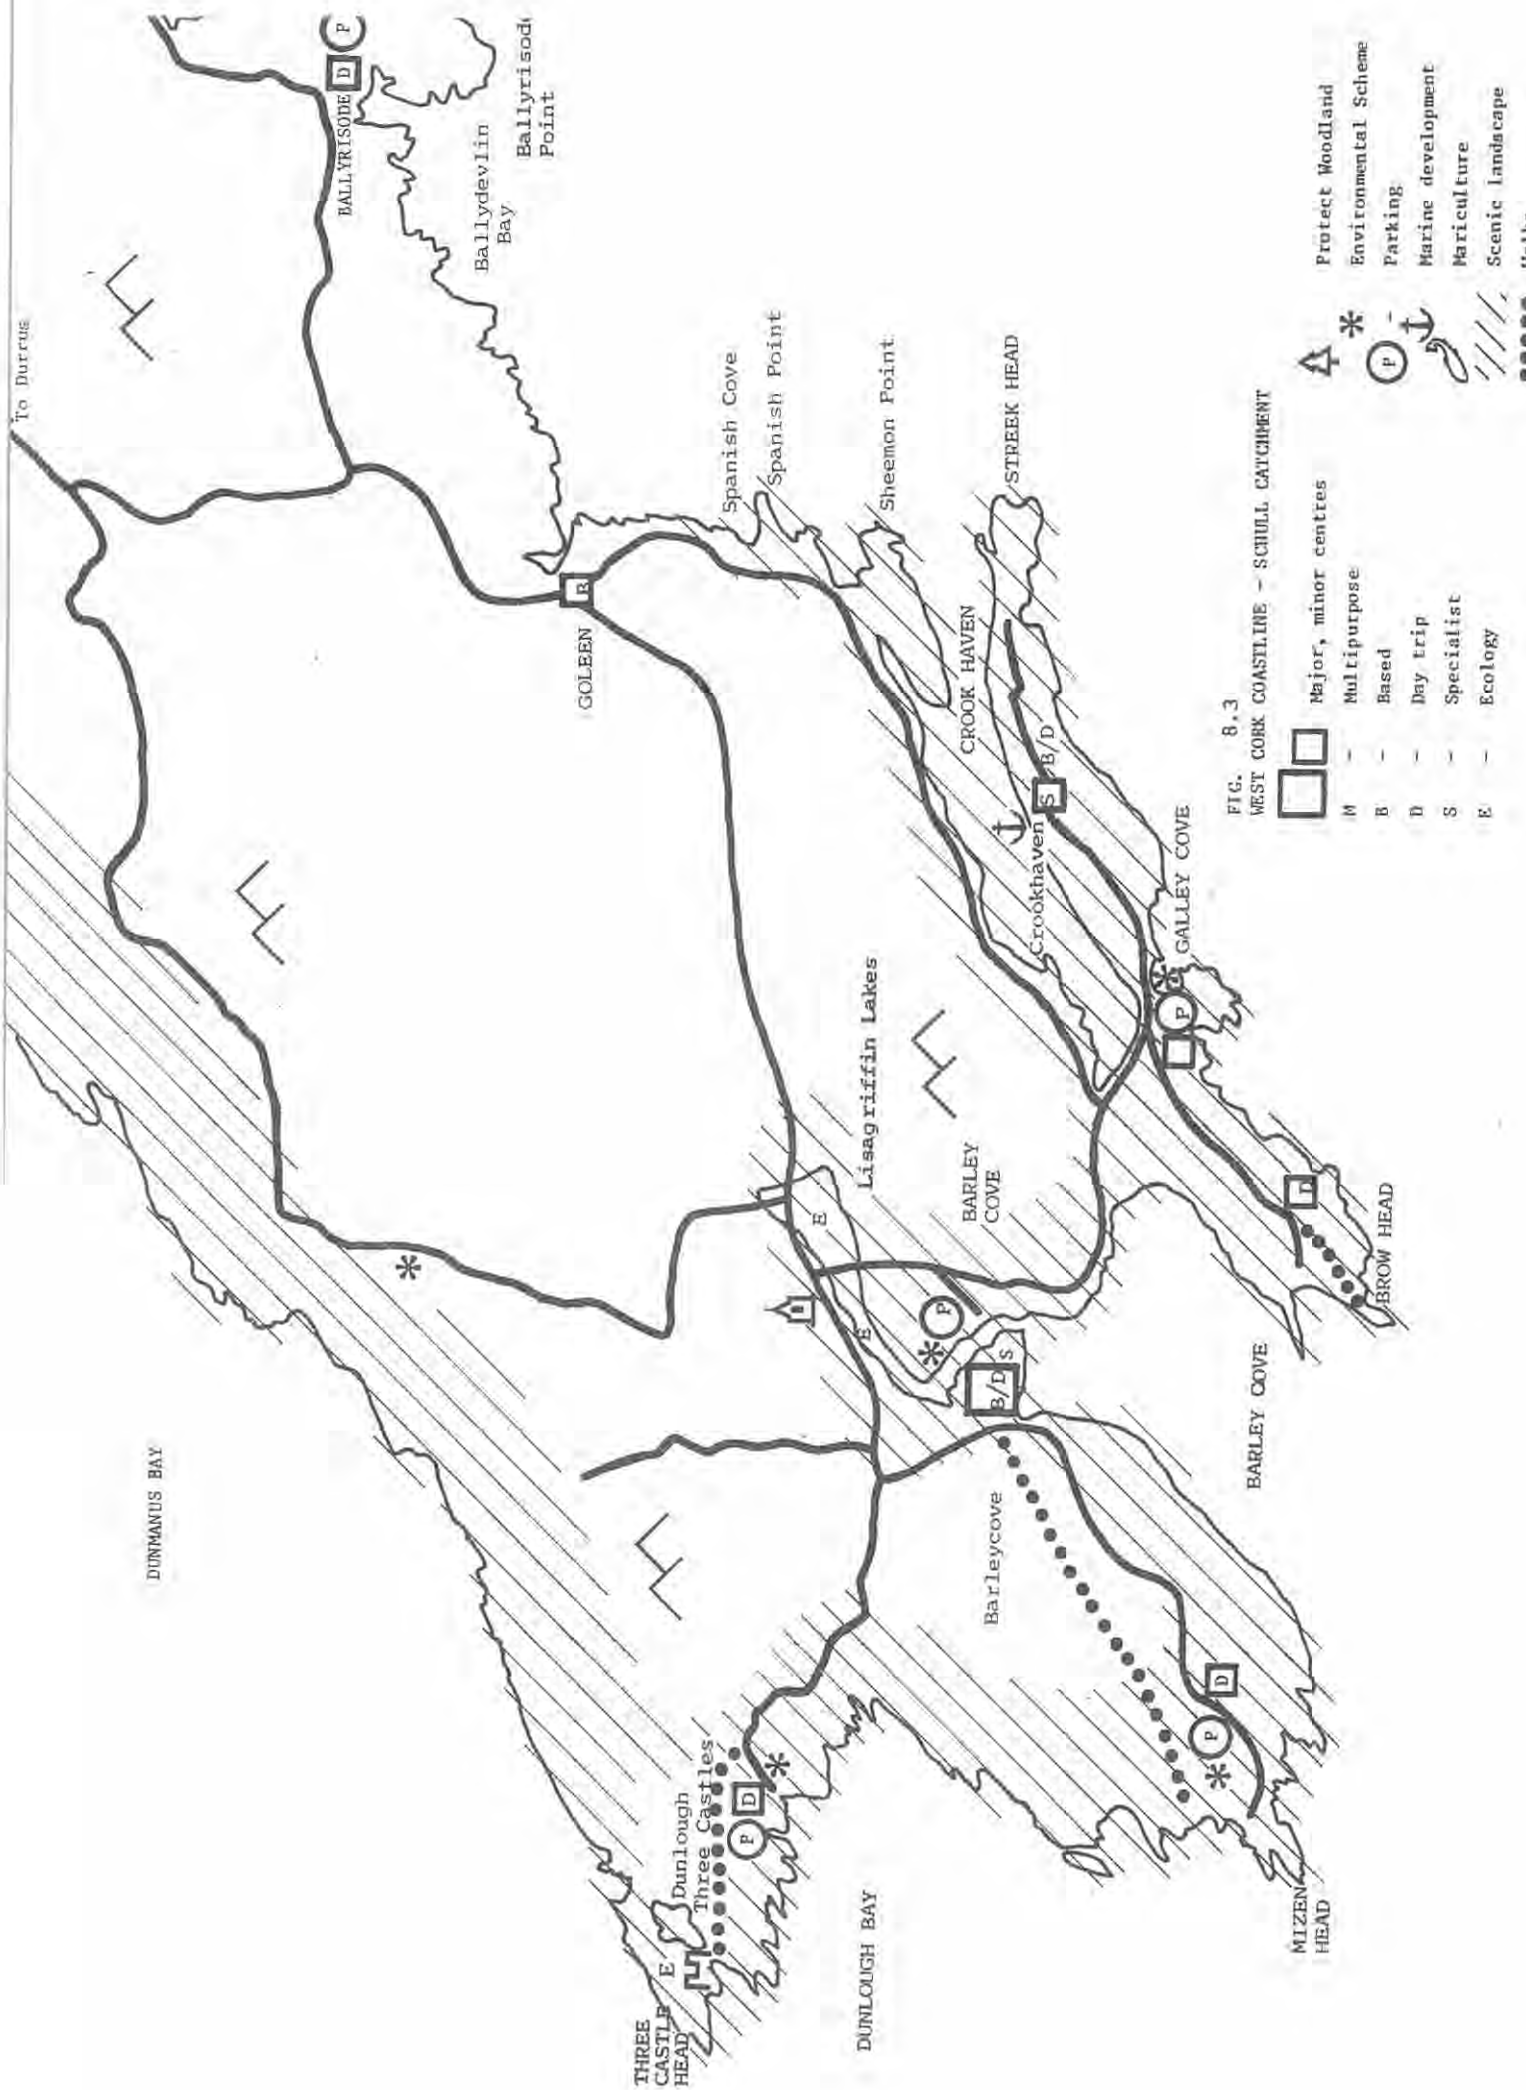 To Durrus
DUNMANUS BAY
BALLYRISODE
D
P
Ballydevlin
Bay
Ballyrisode
Point
GOLEEN
B
Spanish Cove
Spanish Point
Sheemon Point
STREEK HEAD
CROOK HAVEN
Crookhaven
S
B/D
GALLEY COVE
P
Lisagriffin Lakes
E
E
BARLEY
COVE
P
B/D
S
D
BROW HEAD
BARLEY COVE
Barleycove
D
P
MIZEN
HEAD
DUNLOUGH BAY
Dunlough
Three Castles
D
P
E
THREE
CASTLE
HEAD
FIG. 8.3
WEST CORK COASTLINE - SCHULL CATCHMENT
Major, minor centres
M - Multipurpose
B - Based
D - Day trip
S - Specialist
E - Ecology
Protect Woodland
Environmental Scheme
P - Parking
Marine development
Mariculture
Scenic landscape